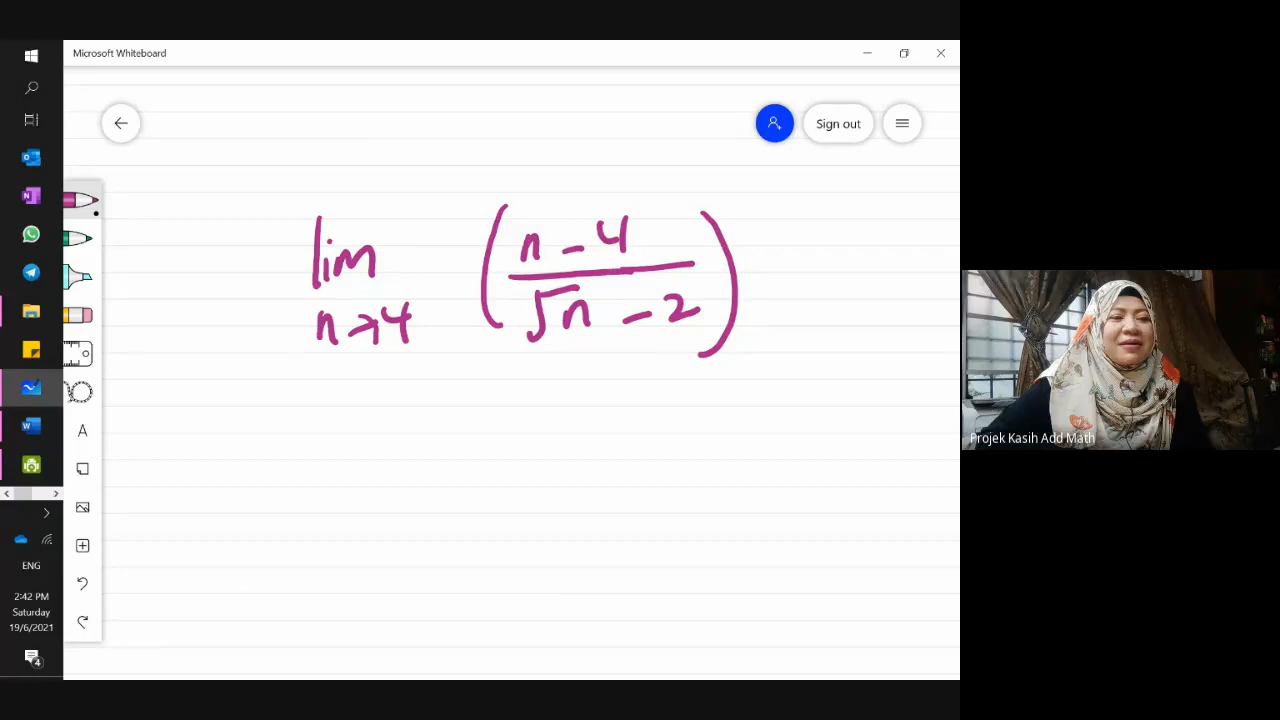 Microsoft Whiteboard
Sign out
lim n→4 ( n - 4 / √n - 2 )
Projek Kasih Add Math
A
ENG
2:42 PM
Saturday
19/6/2021
4